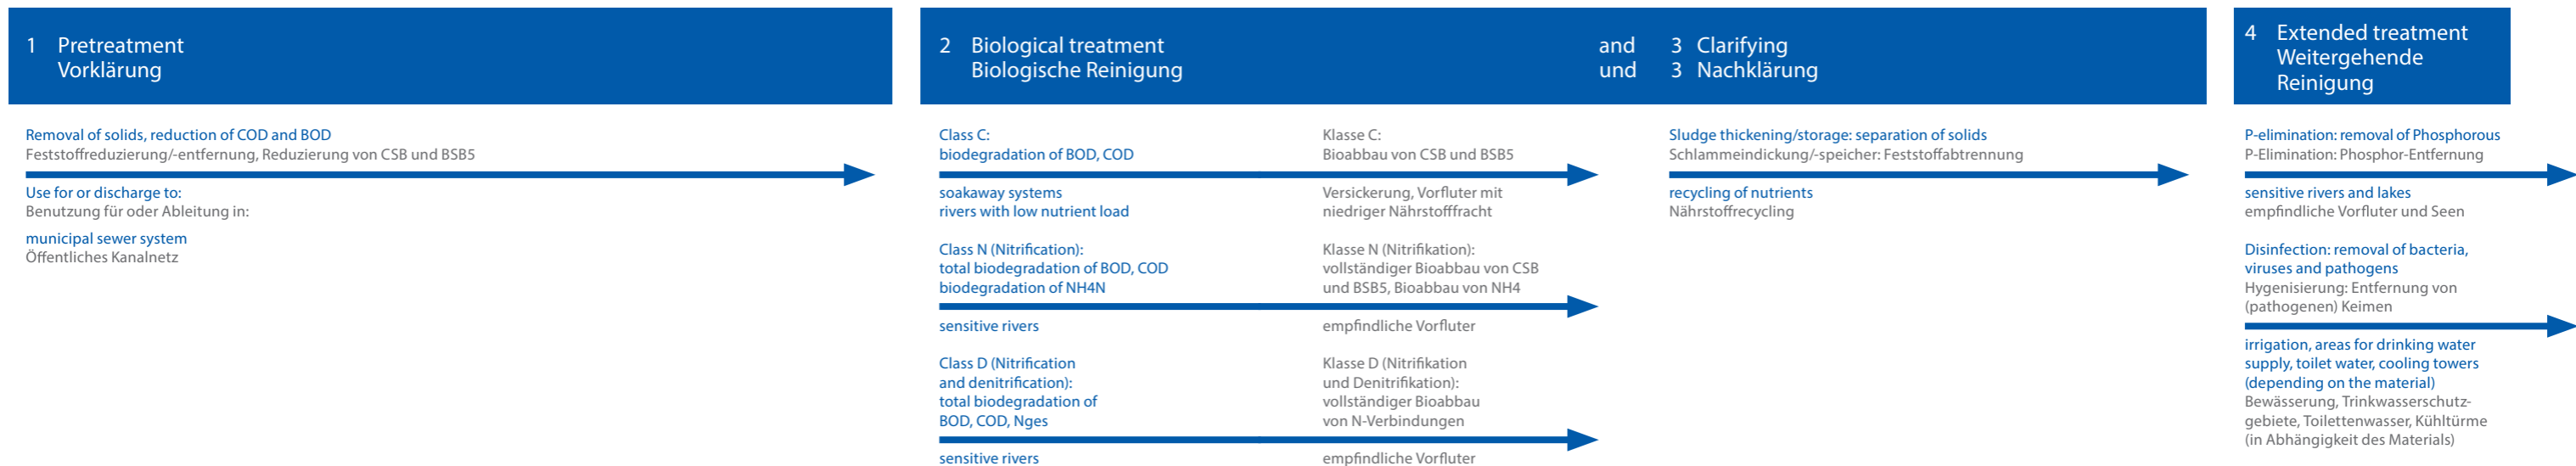 1 Pretreatment
Vorklärung
Removal of solids, reduction of COD and BOD
Feststoffreduzierung/-entfernung, Reduzierung von CSB und BSB5
Use for or discharge to:
Benutzung für oder Ableitung in:
municipal sewer system
Öffentliches Kanalnetz
2 Biological treatment and 3 Clarifying
Biologische Reinigung und 3 Nachklärung
Class C:
biodegradation of BOD, COD
soakaway systems
rivers with low nutrient load
Class N (Nitrification):
total biodegradation of BOD, COD
biodegradation of NH4N
sensitive rivers
Class D (Nitrification
and denitrification):
total biodegradation of
BOD, COD, Nges
sensitive rivers
Klasse C:
Bioabbau von CSB und BSB5
Versickerung, Vorfluter mit
niedriger Nährstofffracht
Klasse N (Nitrifikation):
vollständiger Bioabbau von CSB
und BSB5, Bioabbau von NH4
empfindliche Vorfluter
Klasse D (Nitrifikation
und Denitrifikation):
vollständiger Bioabbau
von N-Verbindungen
empfindliche Vorfluter
Sludge thickening/storage: separation of solids
Schlammeindickung/-speicher: Feststoffabtrennung
recycling of nutrients
Nährstoffrecycling
4 Extended treatment
Weitergehende
Reinigung
P-elimination: removal of Phosphorous
P-Elimination: Phosphor-Entfernung
sensitive rivers and lakes
empfindliche Vorfluter und Seen
Disinfection: removal of bacteria,
viruses and pathogens
Hygenisierung: Entfernung von
(pathogenen) Keimen
irrigation, areas for drinking water
supply, toilet water, cooling towers
(depending on the material)
Bewässerung, Trinkwasserschutz-
gebiete, Toilettenwasser, Kühltürme
(in Abhängigkeit des Materials)